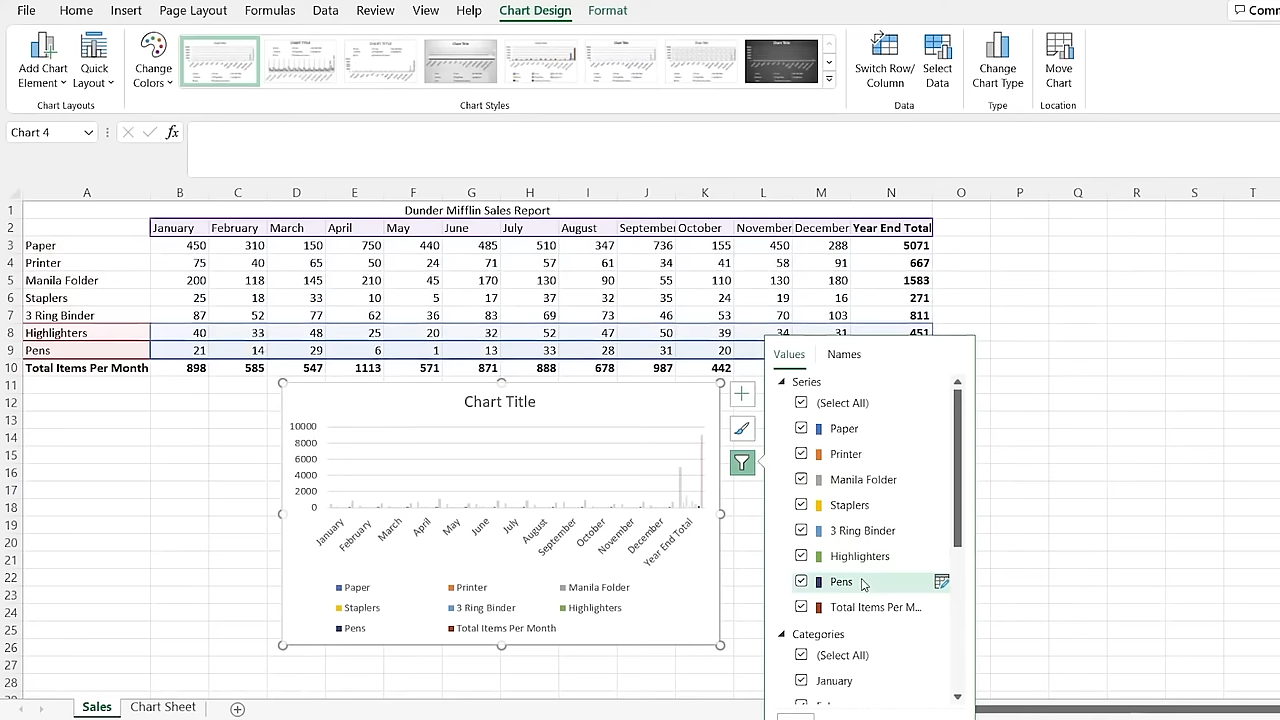 File Home Insert Page Layout Formulas Data Review View Help Chart Design Format Comm
Add Chart Element
Quick Layout
Change Colors
Switch Row/ Column
Select Data
Change Chart Type
Move Chart
Chart Layouts Chart Styles Data Type Location
Chart 4 fx
A B C D E F G H I J K L M N O P Q R S T
1 Dunder Mifflin Sales Report
2 January February March April May June July August September October November December Year End Total
3 Paper 450 310 150 750 440 485 510 347 736 155 450 288 5071
4 Printer 75 40 65 50 24 71 57 61 34 41 58 91 667
5 Manila Folder 200 118 145 210 45 170 130 90 55 110 130 180 1583
6 Staplers 25 18 33 10 5 17 37 32 35 24 19 16 271
7 3 Ring Binder 87 52 77 62 36 83 69 73 46 53 70 103 811
8 Highlighters 40 33 48 25 20 32 52 47 50 39 34 31 451
9 Pens 21 14 29 6 1 13 33 28 31 20
10 Total Items Per Month 898 585 547 1113 571 871 888 678 987 442
11
12
13
14
15
16
17
18
19
20
21
22
23
24
25
26
27
28
Chart Title
10000
8000
6000
4000
2000
0
January February March April May June July August September October November December Year End Total
Paper Printer Manila Folder
Staplers 3 Ring Binder Highlighters
Pens Total Items Per Month
Values Names
Series
(Select All)
Paper
Printer
Manila Folder
Staplers
3 Ring Binder
Highlighters
Pens
Total Items Per M...
Categories
(Select All)
January
Sales Chart Sheet